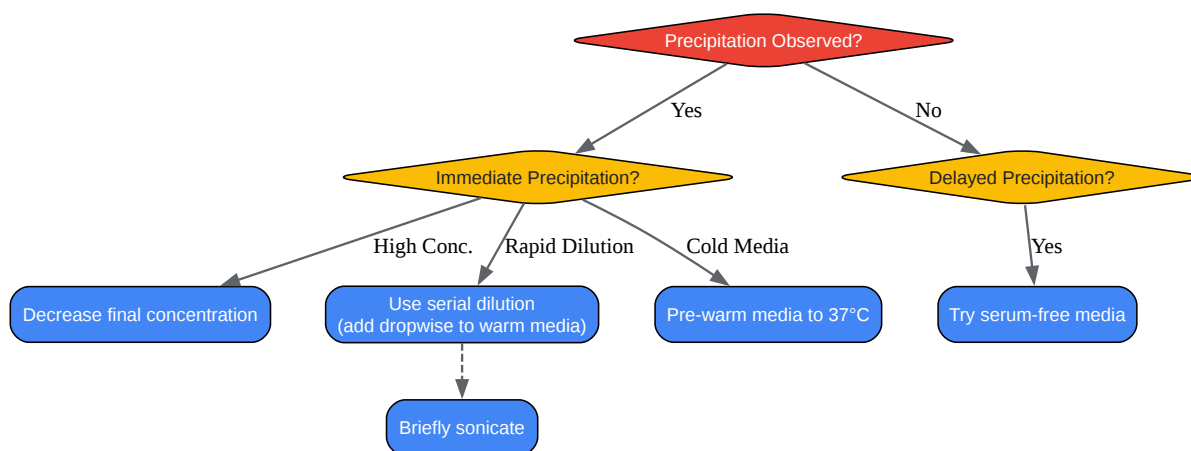 Precipitation Observed?
Yes
No
Immediate Precipitation?
Delayed Precipitation?
High Conc.
Rapid Dilution
Cold Media
Yes
Decrease final concentration
Use serial dilution
(add dropwise to warm media)
Pre-warm media to 37°C
Try serum-free media
Briefly sonicate